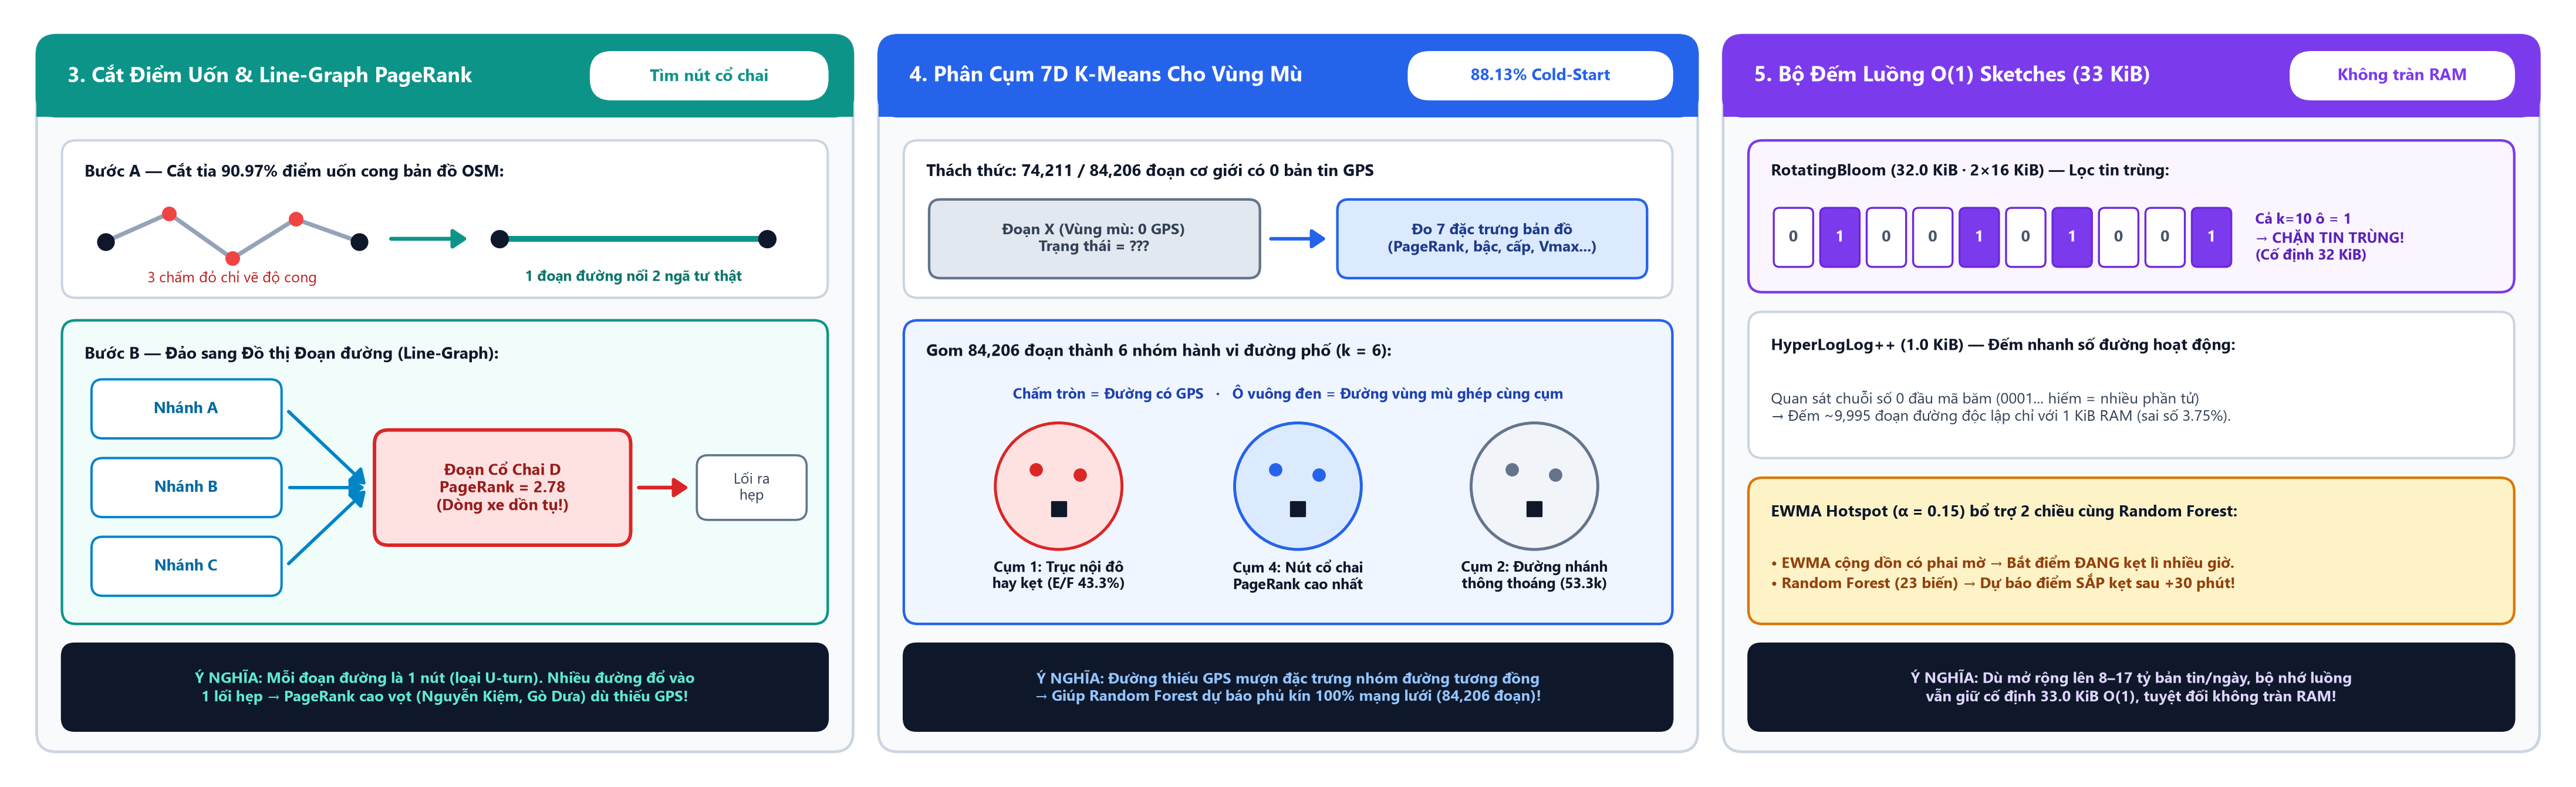 3. Cắt Điểm Uốn & Line-Graph PageRank
Tìm nút cổ chai
Bước A — Cắt tỉa 90.97% điểm uốn cong bản đồ OSM:
3 chấm đỏ chỉ vẽ độ cong
1 đoạn đường nối 2 ngã tư thật
Bước B — Đảo sang Đồ thị Đoạn đường (Line-Graph):
Nhánh A
Nhánh B
Nhánh C
Đoạn Cổ Chai D
PageRank = 2.78
(Dòng xe dồn tụ!)
Lối ra
hẹp
Ý NGHĨA: Mỗi đoạn đường là 1 nút (loại U-turn). Nhiều đường đổ vào
1 lối hẹp → PageRank cao vọt (Nguyễn Kiệm, Gò Dưa) dù thiếu GPS!
4. Phân Cụm 7D K-Means Cho Vùng Mù
88.13% Cold-Start
Thách thức: 74,211 / 84,206 đoạn cơ giới có 0 bản tin GPS
Đoạn X (Vùng mù: 0 GPS)
Trạng thái = ???
Đo 7 đặc trưng bản đồ
(PageRank, bậc, cấp, Vmax...)
Gom 84,206 đoạn thành 6 nhóm hành vi đường phố (k = 6):
Chấm tròn = Đường có GPS · Ô vuông đen = Đường vùng mù ghép cùng cụm
Cụm 1: Trục nội đô
hay kẹt (E/F 43.3%)
Cụm 4: Nút cổ chai
PageRank cao nhất
Cụm 2: Đường nhánh
thông thoáng (53.3k)
Ý NGHĨA: Đường thiếu GPS mượn đặc trưng nhóm đường tương đồng
→ Giúp Random Forest dự báo phủ kín 100% mạng lưới (84,206 đoạn)!
5. Bộ Đếm Luồng O(1) Sketches (33 KiB)
Không tràn RAM
RotatingBloom (32.0 KiB · 2×16 KiB) — Lọc tin trùng:
0 1 0 0 1 0 1 0 0 1
Cả k=10 ô = 1
→ CHẶN TIN TRÙNG!
(Cố định 32 KiB)
HyperLogLog++ (1.0 KiB) — Đếm nhanh số đường hoạt động:
Quan sát chuỗi số 0 đầu mã băm (0001... hiếm = nhiều phần tử)
→ Đếm ~9,995 đoạn đường độc lập chỉ với 1 KiB RAM (sai số 3.75%).
EWMA Hotspot (α = 0.15) bổ trợ 2 chiều cùng Random Forest:
• EWMA cộng dồn có phai mờ → Bắt điểm ĐANG kẹt lì nhiều giờ.
• Random Forest (23 biến) → Dự báo điểm SẮP kẹt sau +30 phút!
Ý NGHĨA: Dù mở rộng lên 8–17 tỷ bản tin/ngày, bộ nhớ luồng
vẫn giữ cố định 33.0 KiB O(1), tuyệt đối không tràn RAM!